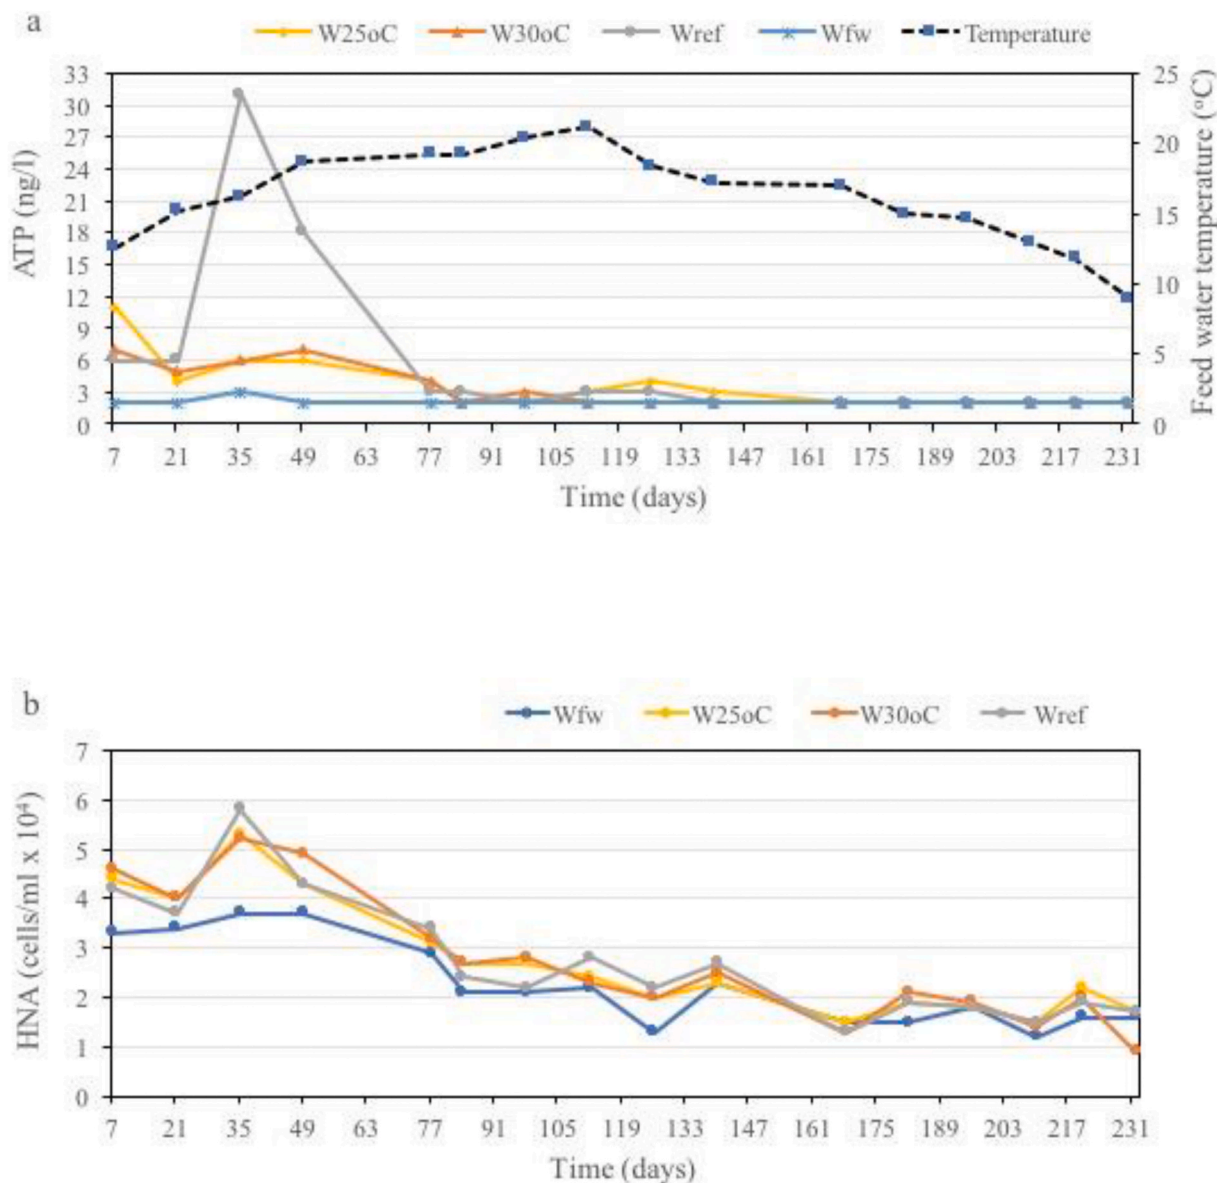 a
W25oC W30oC Wref Wfw Temperature
ATP (ng/l)
33
30
27
24
21
18
15
12
9
6
3
0
25
20
15
10
5
0
Feed water temperature (°C)
7 21 35 49 63 77 91 105 119 133 147 161 175 189 203 217 231
Time (days)
b
Wfw W25oC W30oC Wref
HNA (cells/ml x 10⁴)
7
6
5
4
3
2
1
0
7 21 35 49 63 77 91 105 119 133 147 161 175 189 203 217 231
Time (days)